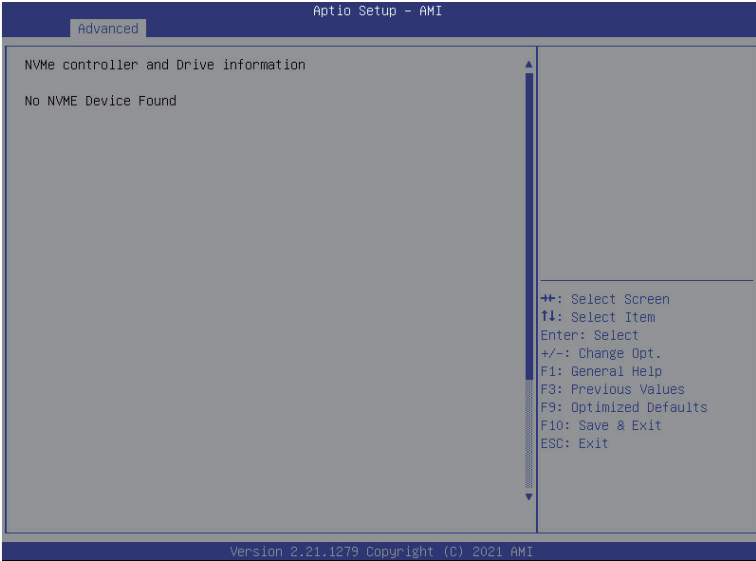 Aptio Setup – AMI
Advanced
NVMe controller and Drive information
No NVME Device Found
→←: Select Screen
↑↓: Select Item
Enter: Select
+/-: Change Opt.
F1: General Help
F3: Previous Values
F9: Optimized Defaults
F10: Save & Exit
ESC: Exit
Version 2.21.1279 Copyright (C) 2021 AMI